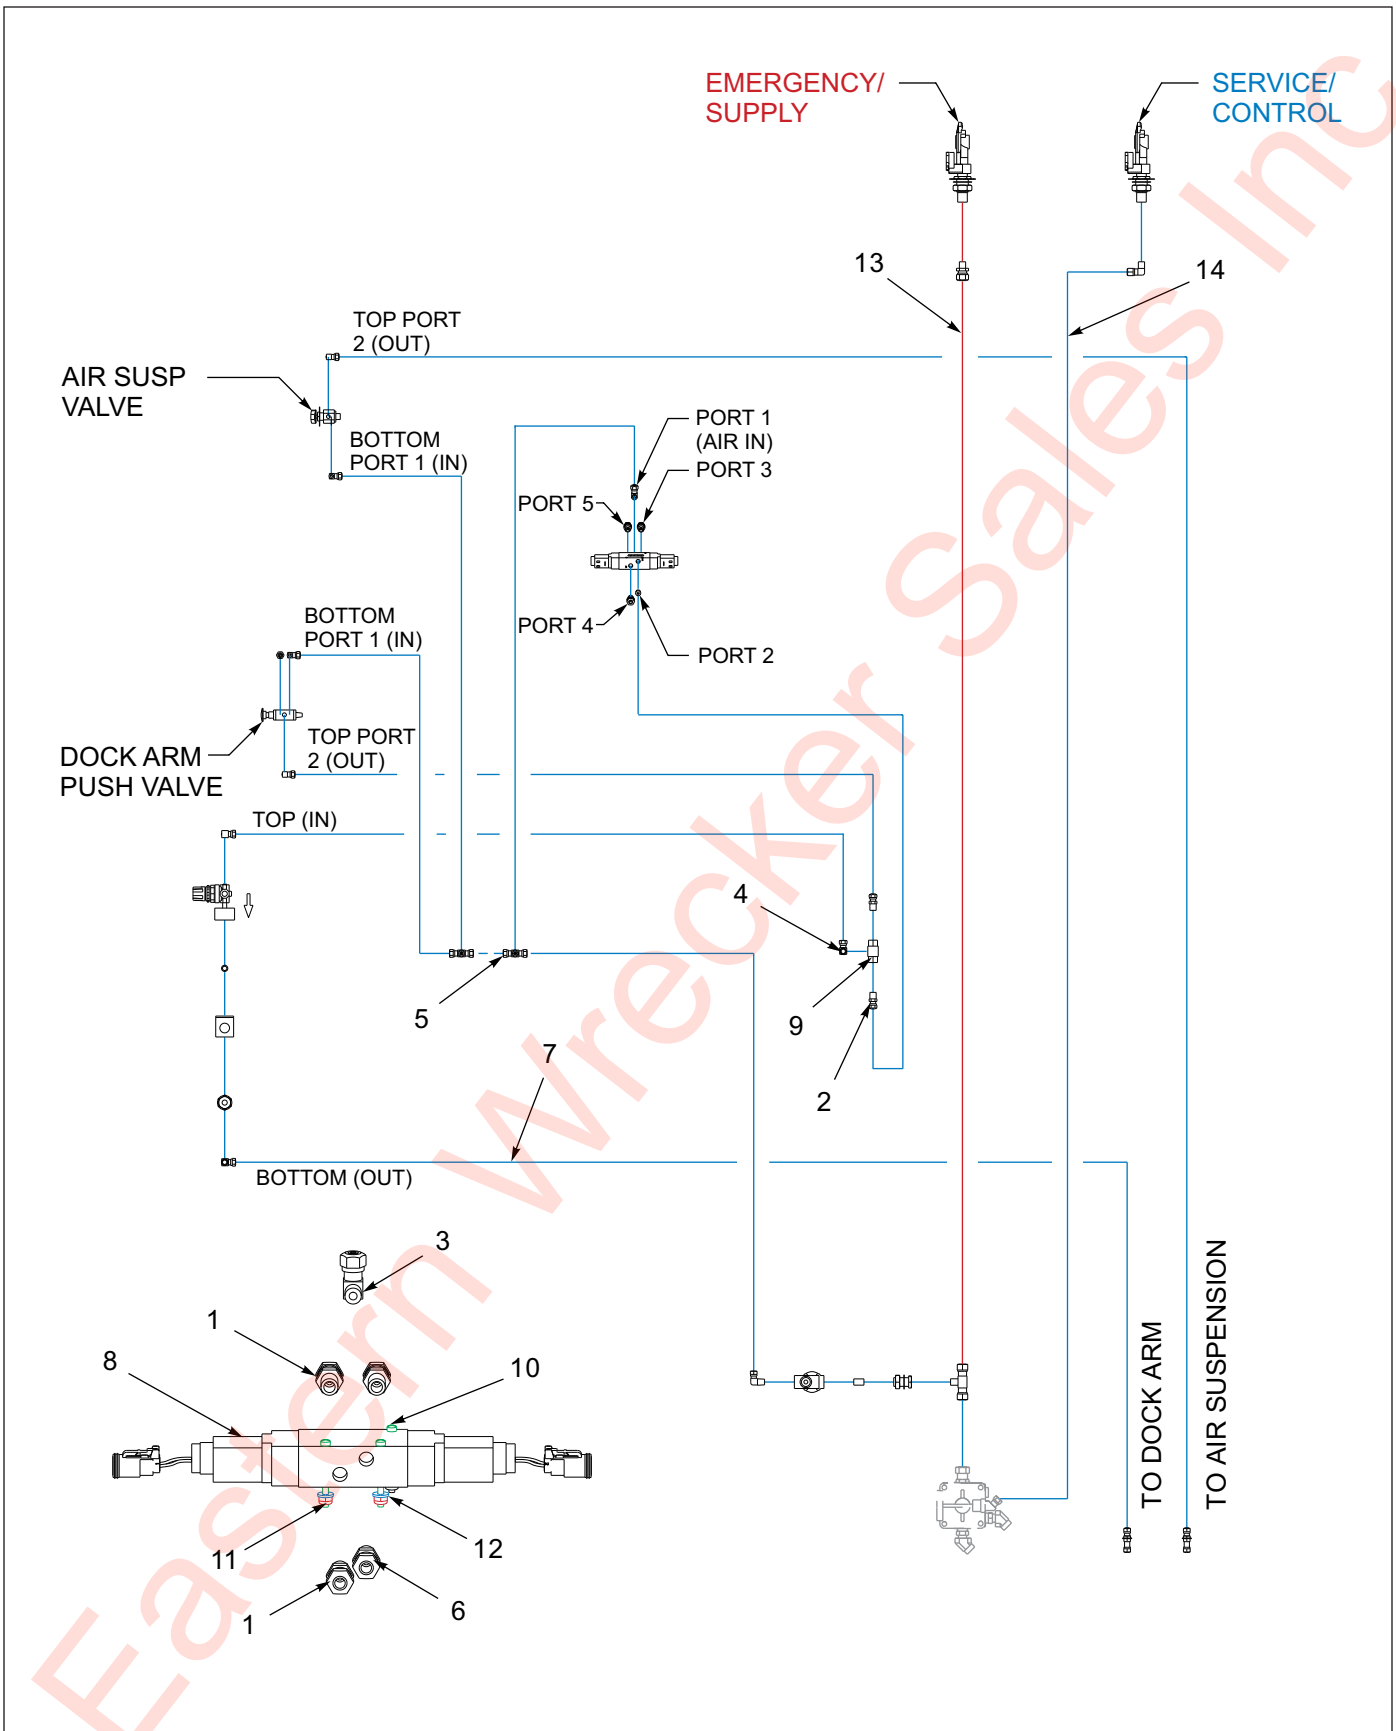 EMERGENCY/
SUPPLY
SERVICE/
CONTROL
13
14
TOP PORT
2 (OUT)
AIR SUSP
VALVE
BOTTOM
PORT 1 (IN)
PORT 1
(AIR IN)
PORT 3
PORT 5
PORT 4
PORT 2
BOTTOM
PORT 1 (IN)
DOCK ARM
PUSH VALVE
TOP PORT
2 (OUT)
TOP (IN)
4
5
9
2
7
BOTTOM (OUT)
3
1
8
10
11
12
1
6
TO DOCK ARM
TO AIR SUSPENSION
Eastern Wrecker Sales Inc